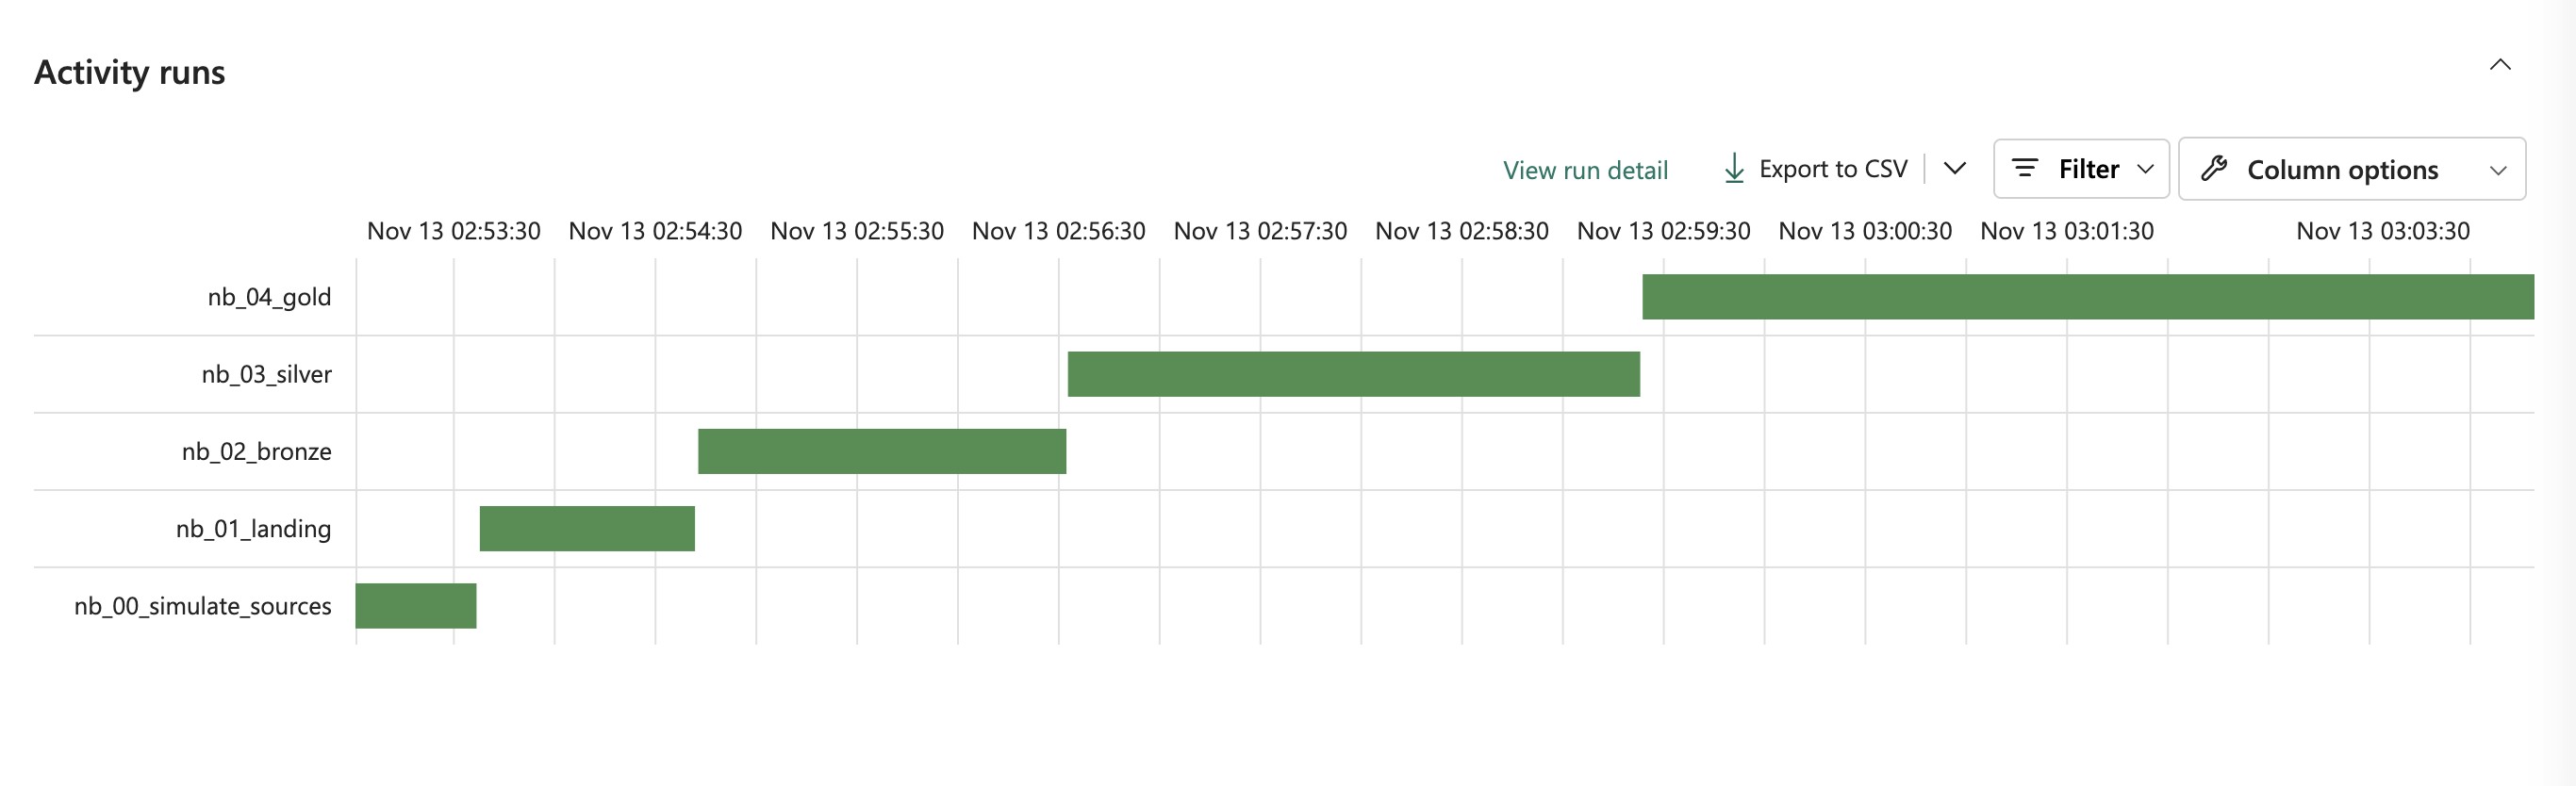 Activity runs
View run detail
Export to CSV
Filter
Column options
Nov 13 02:53:30 Nov 13 02:54:30 Nov 13 02:55:30 Nov 13 02:56:30 Nov 13 02:57:30 Nov 13 02:58:30 Nov 13 02:59:30 Nov 13 03:00:30 Nov 13 03:01:30 Nov 13 03:03:30
nb_04_gold
nb_03_silver
nb_02_bronze
nb_01_landing
nb_00_simulate_sources